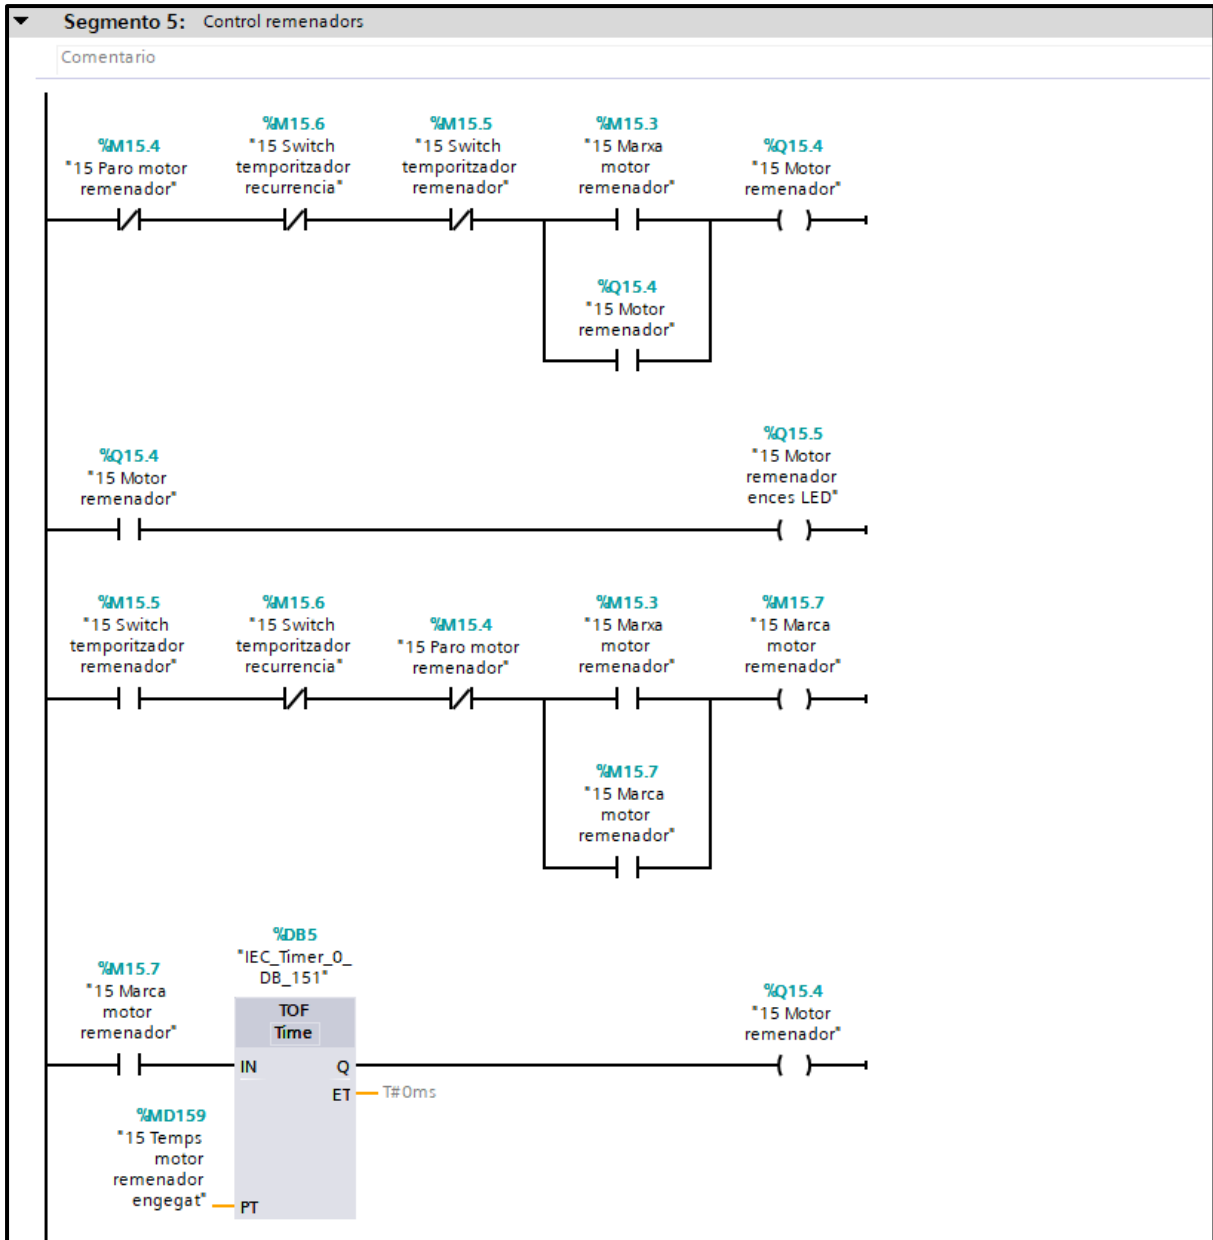 Segmento 5: Control remenadors
Comentario
%M15.4
"15 Paro motor
remenador"
%M15.6
"15 Switch
temporitzador
recurrencia"
%M15.5
"15 Switch
temporitzador
remenador"
%M15.3
"15 Marxa
motor
remenador"
%Q15.4
"15 Motor
remenador"
%Q15.4
"15 Motor
remenador"
%Q15.4
"15 Motor
remenador"
%Q15.5
"15 Motor
remenador
ences LED"
%M15.5
"15 Switch
temporitzador
remenador"
%M15.6
"15 Switch
temporitzador
recurrencia"
%M15.4
"15 Paro motor
remenador"
%M15.3
"15 Marxa
motor
remenador"
%M15.7
"15 Marca
motor
remenador"
%M15.7
"15 Marca
motor
remenador"
%M15.7
"15 Marca
motor
remenador"
%DB5
"IEC_Timer_0_
DB_151"
TOF
Time
IN
Q
ET
T#0ms
%MD159
"15 Temps
motor
remenador
engegat"
PT
%Q15.4
"15 Motor
remenador"